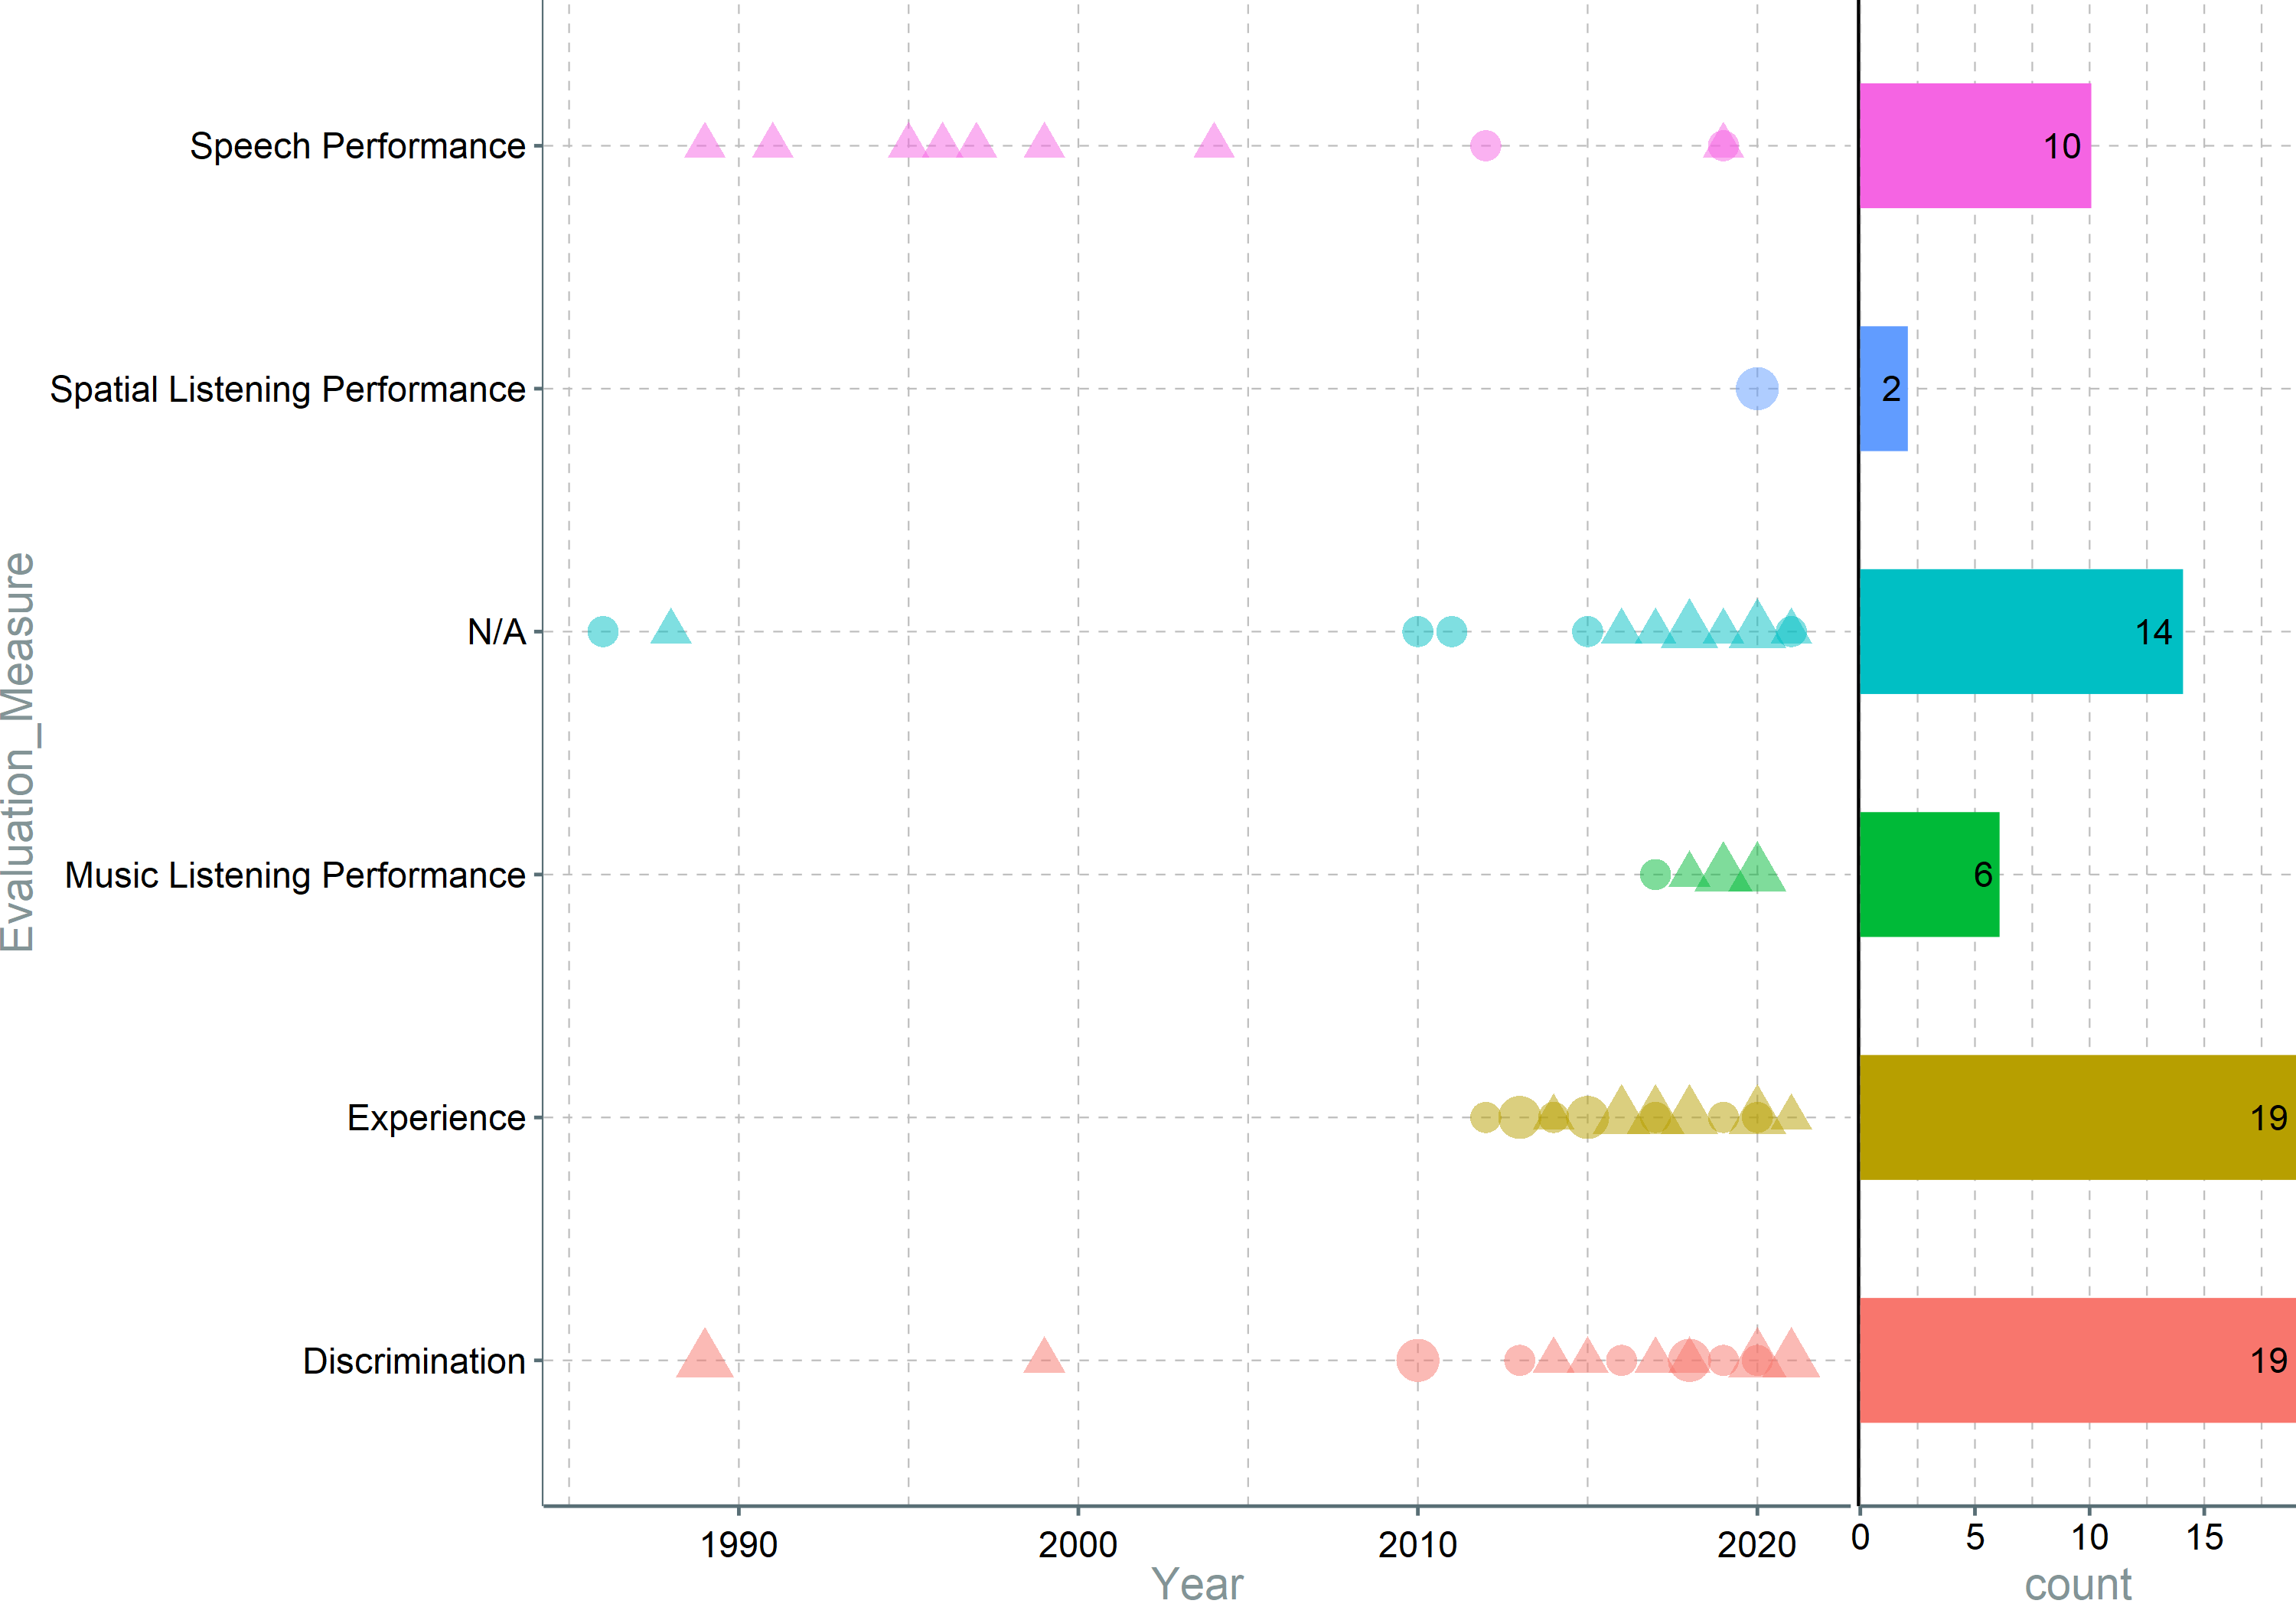 Evaluation_Measure
Speech Performance
10
Spatial Listening Performance
2
N/A
14
Music Listening Performance
6
Experience
19
Discrimination
19
1990 2000 2010 2020
0 5 10 15
Year
count